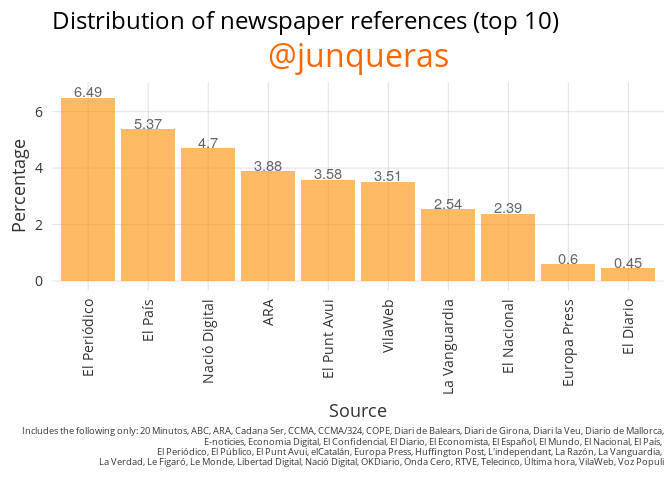 Distribution of newspaper references (top 10)
@junqueras
6.49
5.37
4.7
3.88
3.58
3.51
2.54
2.39
0.6
0.45
Percentage
6
4
2
0
El Periódico
El País
Nació Digital
ARA
El Punt Avui
VilaWeb
La Vanguardia
El Nacional
Europa Press
El Diario
Source
Includes the following only: 20 Minutos, ABC, ARA, Cadana Ser, CCMA, CCMA/324, COPE, Diari de Balears, Diari de Girona, Diari la Veu, Diario de Mallorca,
E-noticies, Economia Digital, El Confidencial, El Diario, El Economista, El Español, El Mundo, El Nacional, El País,
El Periódico, El Público, El Punt Avui, elCatalán, Europa Press, Huffington Post, L'independant, La Razón, La Vanguardia,
La Verdad, Le Figaró, Le Monde, Libertad Digital, Nació Digital, OKDiario, Onda Cero, RTVE, Telecinco, Última hora, VilaWeb, Voz Populi